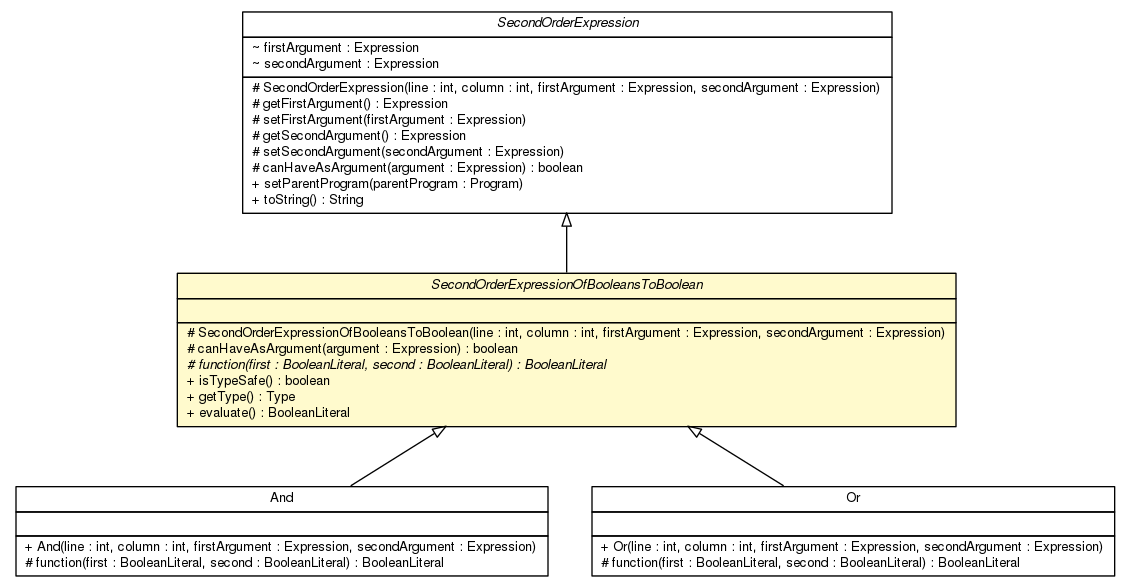 SecondOrderExpression
~ firstArgument : Expression
~ secondArgument : Expression
# SecondOrderExpression(line : int, column : int, firstArgument : Expression, secondArgument : Expression)
# getFirstArgument() : Expression
# setFirstArgument(firstArgument : Expression)
# getSecondArgument() : Expression
# setSecondArgument(secondArgument : Expression)
# canHaveAsArgument(argument : Expression) : boolean
+ setParentProgram(parentProgram : Program)
+ toString() : String
SecondOrderExpressionOfBooleansToBoolean
# SecondOrderExpressionOfBooleansToBoolean(line : int, column : int, firstArgument : Expression, secondArgument : Expression)
# canHaveAsArgument(argument : Expression) : boolean
# function(first : BooleanLiteral, second : BooleanLiteral) : BooleanLiteral
+ isTypeSafe() : boolean
+ getType() : Type
+ evaluate() : BooleanLiteral
And
+ And(line : int, column : int, firstArgument : Expression, secondArgument : Expression)
# function(first : BooleanLiteral, second : BooleanLiteral) : BooleanLiteral
Or
+ Or(line : int, column : int, firstArgument : Expression, secondArgument : Expression)
# function(first : BooleanLiteral, second : BooleanLiteral) : BooleanLiteral